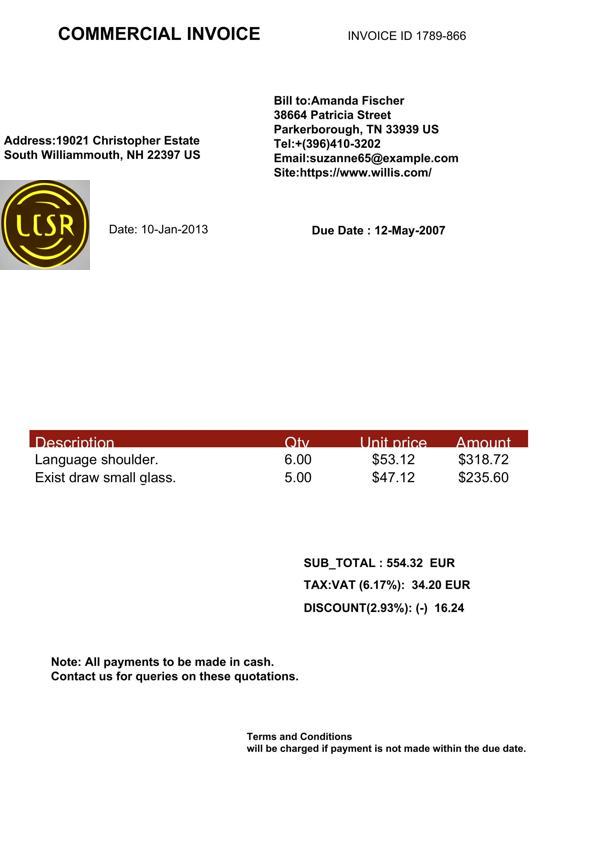 COMMERCIAL INVOICE
INVOICE ID 1789-866
Bill to:Amanda Fischer
38664 Patricia Street
Parkerborough, TN 33939 US
Tel:+(396)410-3202
Email:suzanne65@example.com
Site:https://www.willis.com/
Address:19021 Christopher Estate
South Williammouth, NH 22397 US
LCSR
Date: 10-Jan-2013
Due Date : 12-May-2007
Description Qty Unit price Amount
Language shoulder. 6.00 $53.12 $318.72
Exist draw small glass. 5.00 $47.12 $235.60
SUB_TOTAL : 554.32 EUR
TAX:VAT (6.17%): 34.20 EUR
DISCOUNT(2.93%): (-) 16.24
Note: All payments to be made in cash.
Contact us for queries on these quotations.
Terms and Conditions
will be charged if payment is not made within the due date.